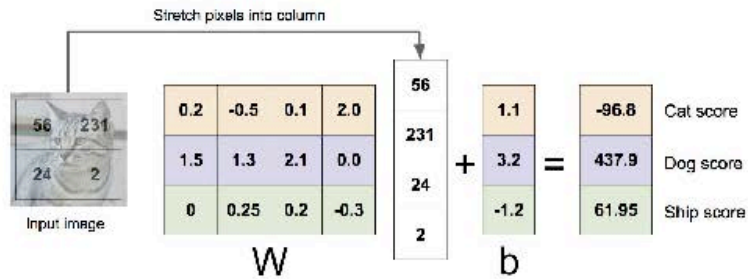 Stretch pixels into column
56 231
24 2
Input image
0.2 -0.5 0.1 2.0
1.5 1.3 2.1 0.0
0 0.25 0.2 -0.3
W
56
231
24
2
+
1.1
3.2
-1.2
b
=
-96.8 Cat score
437.9 Dog score
61.95 Ship score